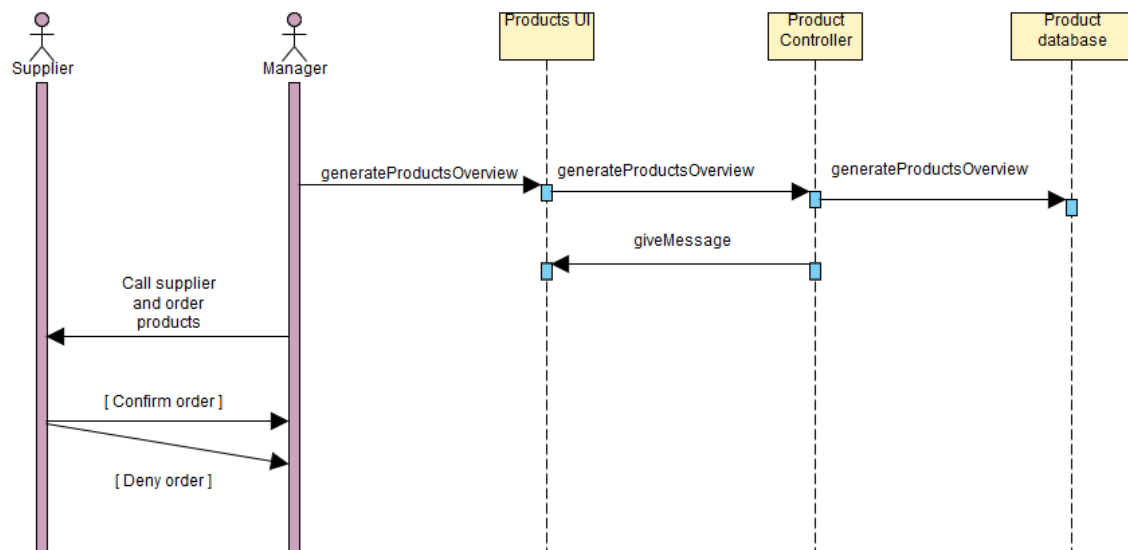 Supplier
Manager
Products UI
Product
Controller
Product
database
generateProductsOverview
generateProductsOverview
generateProductsOverview
giveMessage
Call supplier
and order
products
[ Confirm order ]
[ Deny order ]